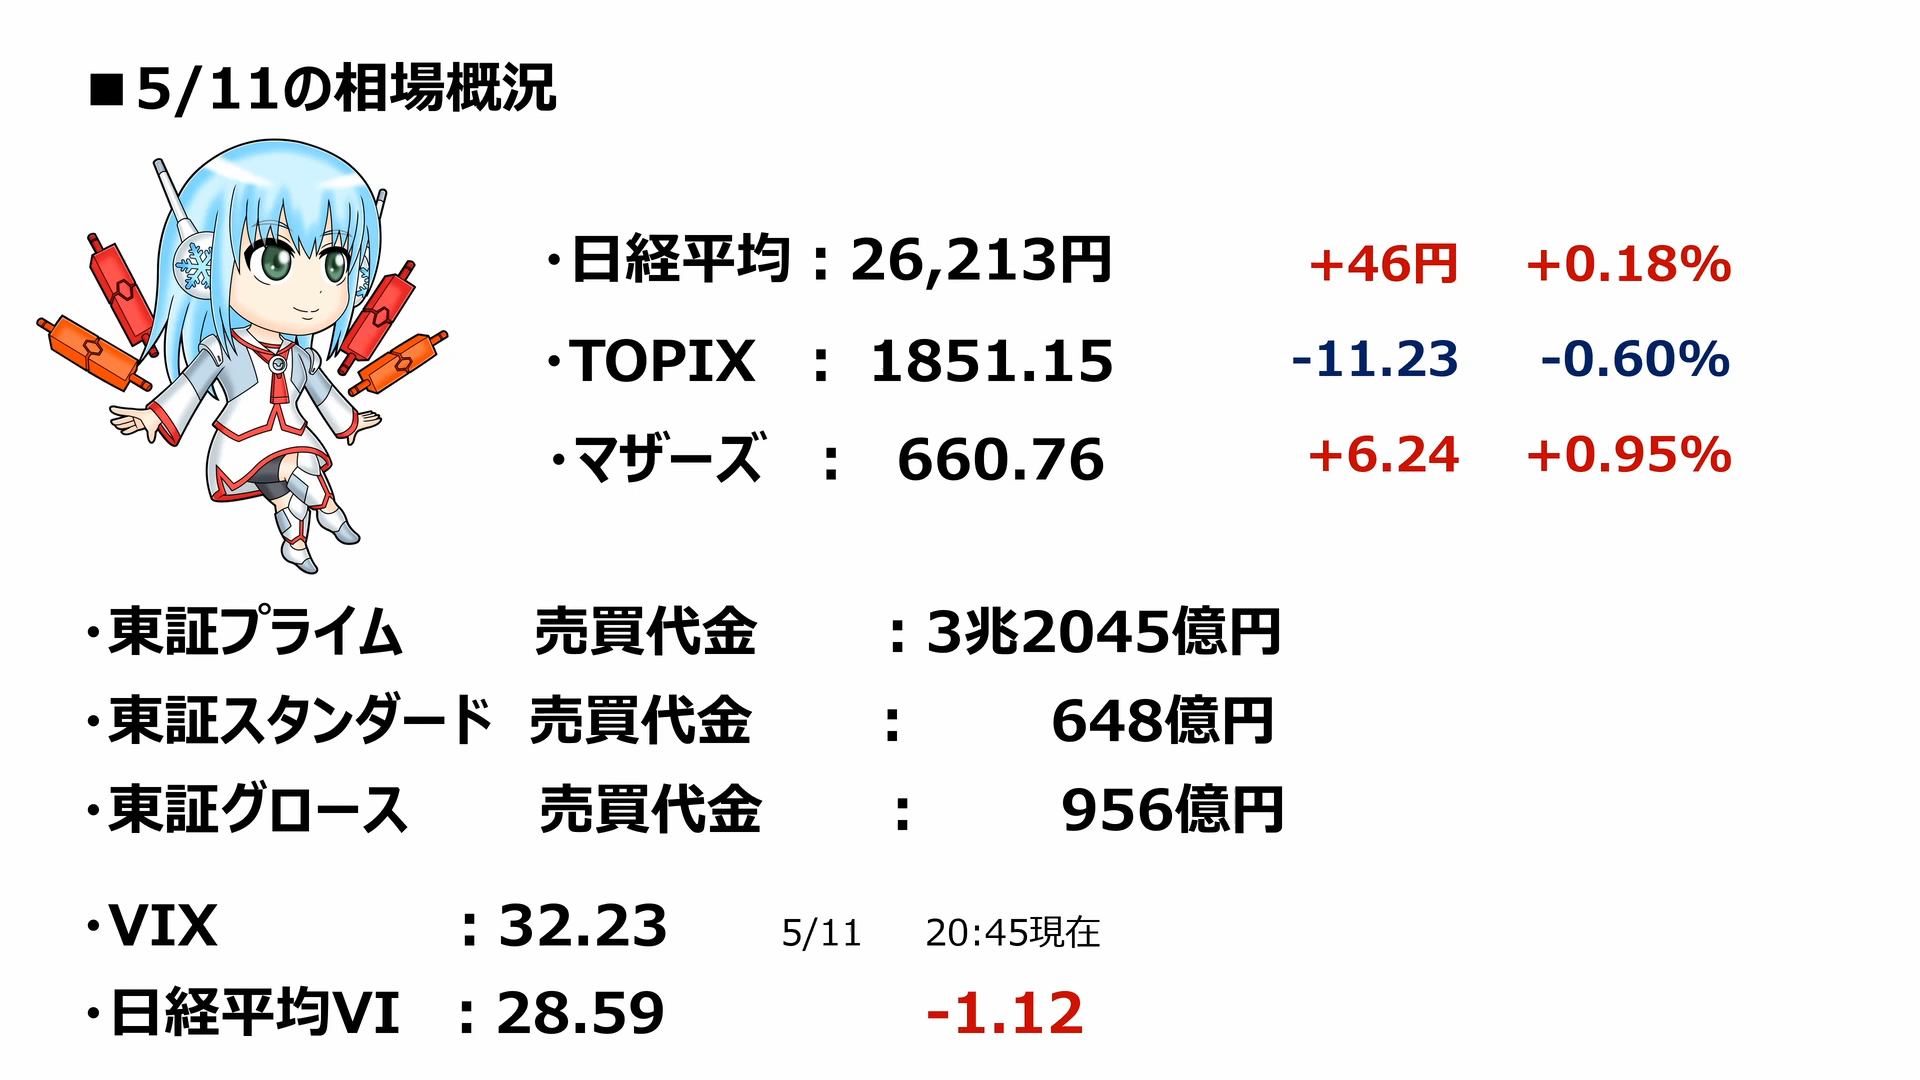 ■5/11の相場概況
・日経平均：26,213円 +46円 +0.18%
・TOPIX ： 1851.15 -11.23 -0.60%
・マザーズ ： 660.76 +6.24 +0.95%
・東証プライム 売買代金 ：3兆2045億円
・東証スタンダード 売買代金 ： 648億円
・東証グロース 売買代金 ： 956億円
・VIX ：32.23 5/11 20:45現在
・日経平均VI ：28.59 -1.12